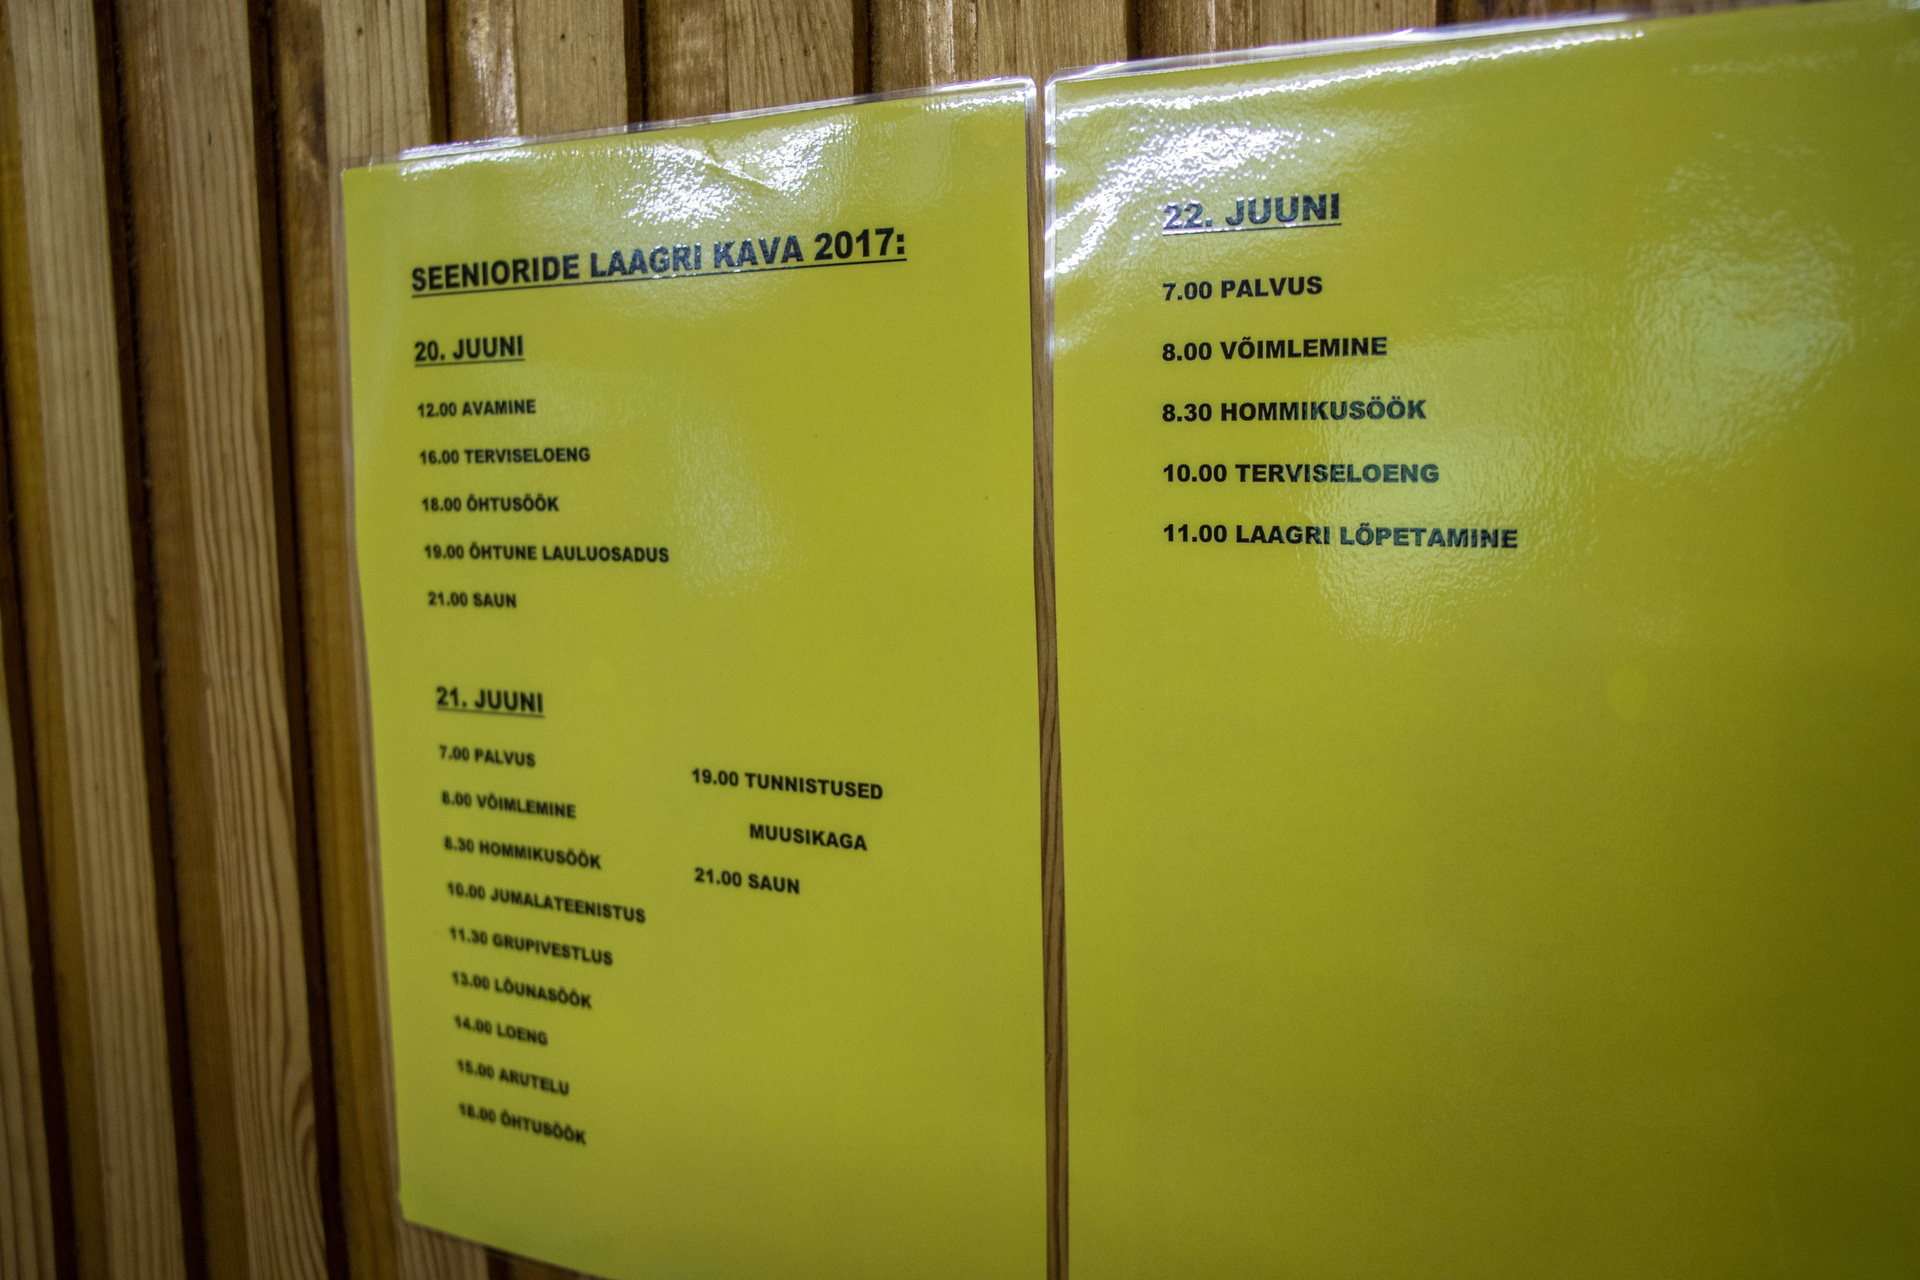 SEENIORIDE LAAGRI KAVA 2017:
20. JUUNI
12.00 AVAMINE
16.00 TERVISELOENG
18.00 ÕHTUSÖÖK
19.00 ÕHTUNE LAULUOSADUS
21.00 SAUN
21. JUUNI
7.00 PALVUS
8.00 VÕIMLEMINE
8.30 HOMMIKUSÖÖK
10.00 JUMALATEENISTUS
11.30 GRUPIVESTLUS
13.00 LÕUNASÖÖK
14.00 LOENG
15.00 ARUTELU
18.00 ÕHTUSÖÖK
19.00 TUNNISTUSED
MUUSIKAGA
21.00 SAUN
22. JUUNI
7.00 PALVUS
8.00 VÕIMLEMINE
8.30 HOMMIKUSÖÖK
10.00 TERVISELOENG
11.00 LAAGRI LÕPETAMINE